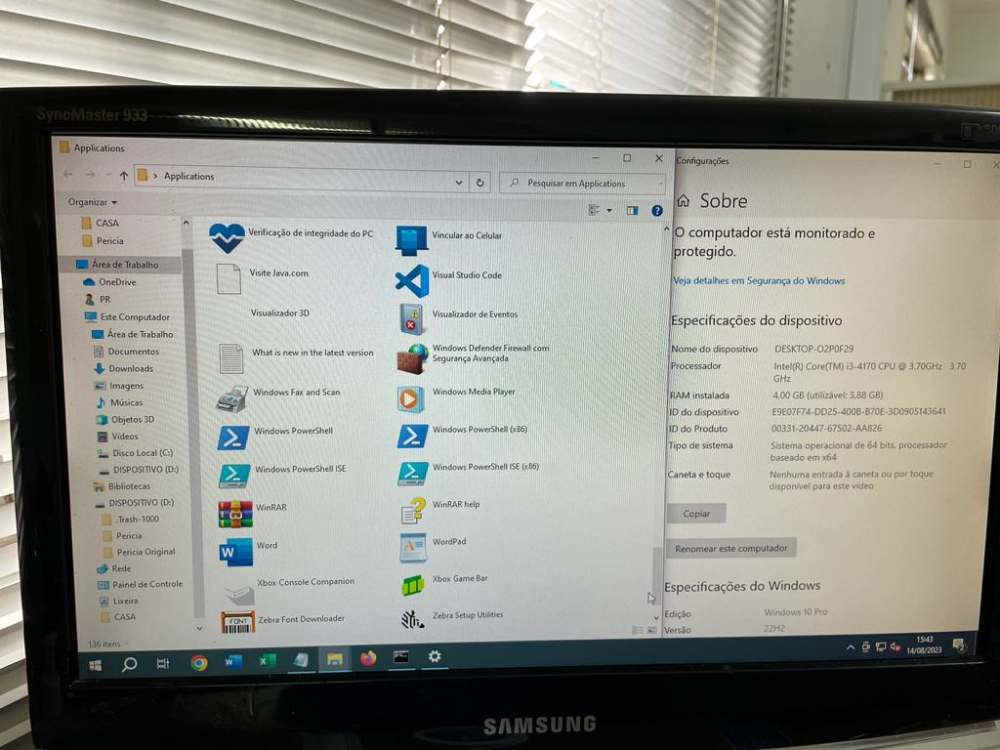 SyncMaster 933
Applications
Applications
Pesquisar em Applications
Organizar
CASA
Pericia
Área de Trabalho
OneDrive
PR
Este Computador
Área de Trabalho
Documentos
Downloads
Imagens
Músicas
Objetos 3D
Vídeos
Disco Local (C:)
DISPOSITIVO (D:)
Bibliotecas
DISPOSITIVO (D:)
.Trash-1000
Pericia
Pericia Original
Rede
Painel de Controle
Lixeira
CASA
136 itens
Verificação de integridade do PC
Vincular ao Celular
Visite Java.com
Visual Studio Code
Visualizador 3D
Visualizador de Eventos
What is new in the latest version
Windows Defender Firewall com
Segurança Avançada
Windows Fax and Scan
Windows Media Player
Windows PowerShell
Windows PowerShell (x86)
Windows PowerShell ISE
Windows PowerShell ISE (x86)
WinRAR
WinRAR help
Word
WordPad
Xbox Console Companion
Xbox Game Bar
FONT
Zebra Font Downloader
Zebra Setup Utilities
Configurações
Sobre
O computador está monitorado e
protegido.
Veja detalhes em Segurança do Windows
Especificações do dispositivo
Nome do dispositivo DESKTOP-O2P0F29
Processador Intel(R) Core(TM) i3-4170 CPU @ 3.70GHz 3.70
GHz
RAM instalada 4,00 GB (utilizável: 3,88 GB)
ID do dispositivo E9E07F74-DD25-400B-B70E-3D0905143641
ID do Produto 00331-20447-67502-AA826
Tipo de sistema Sistema operacional de 64 bits, processador
baseado em x64
Caneta e toque Nenhuma entrada à caneta ou por toque
disponível para este vídeo
Copiar
Renomear este computador
Especificações do Windows
Edição Windows 10 Pro
Versão 22H2
15:43
14/08/2023
2
SAMSUNG